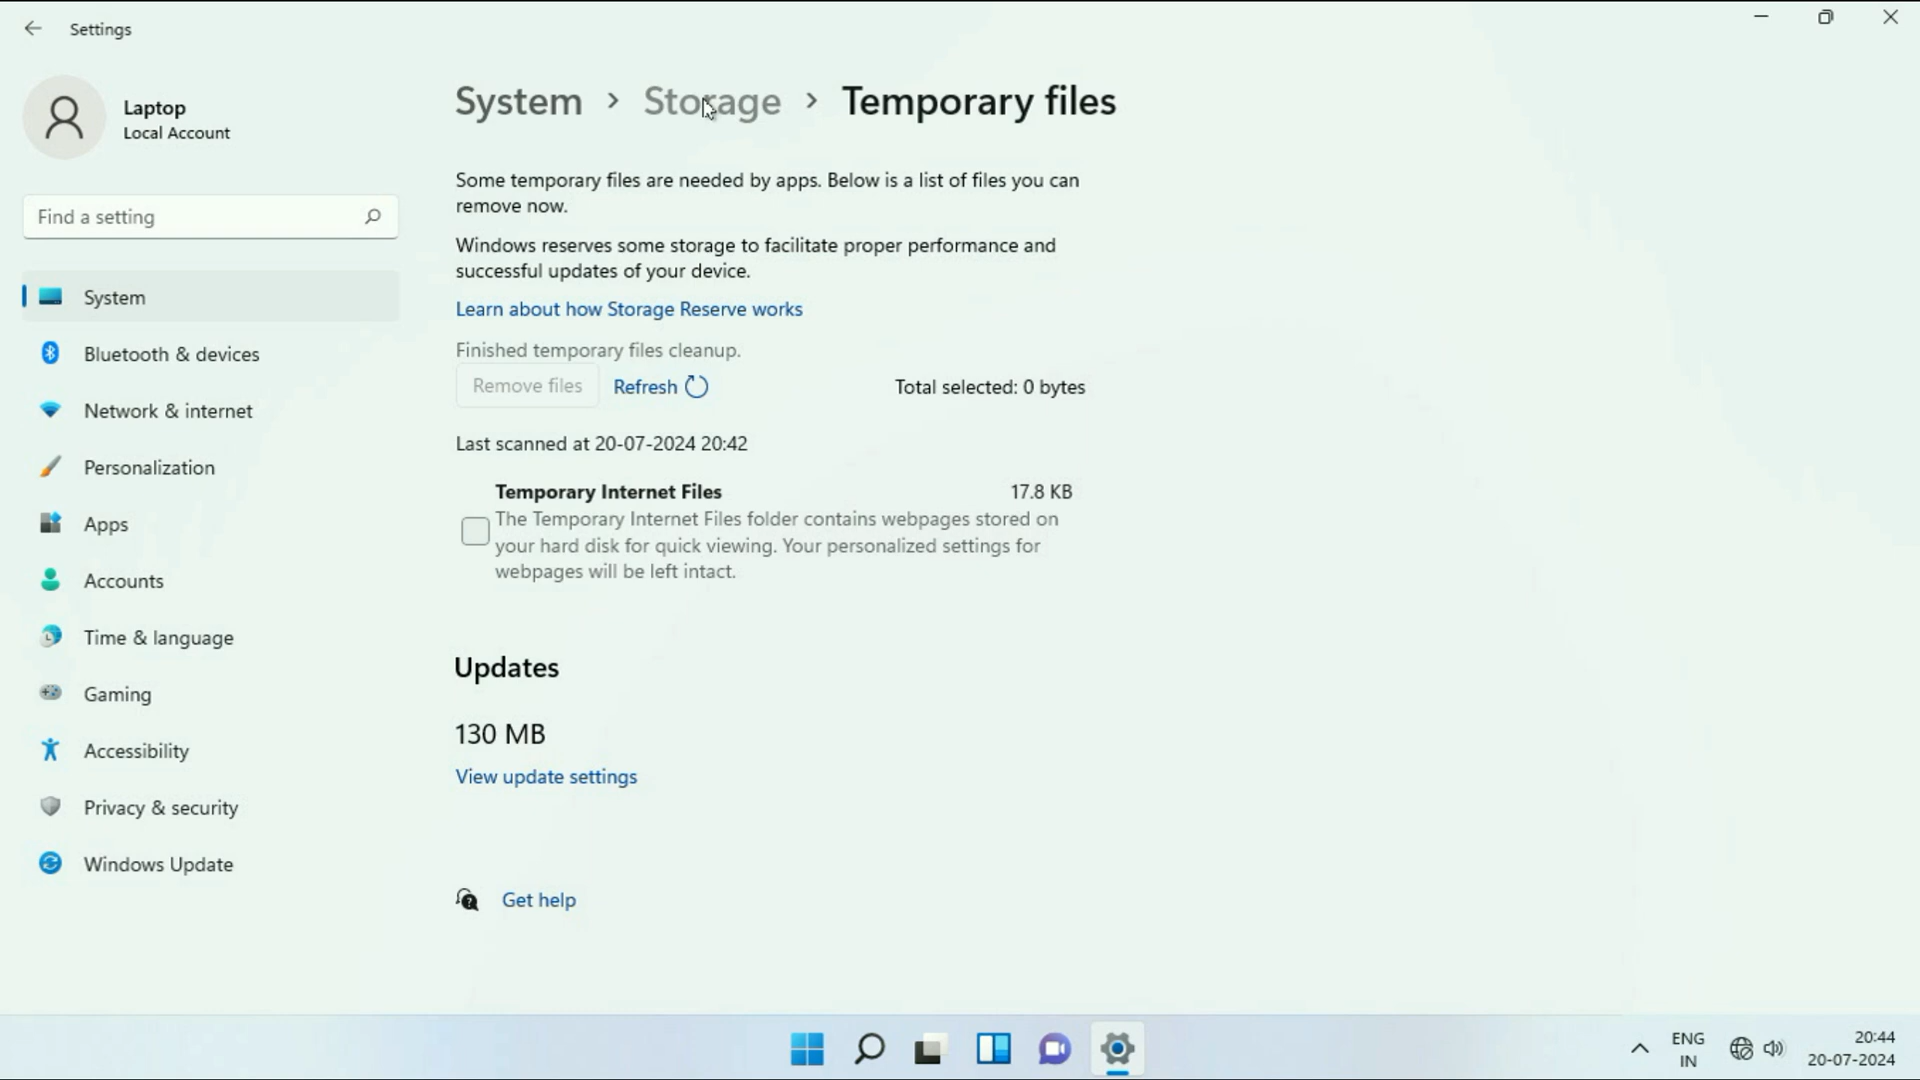 Settings
Laptop
Local Account
Find a setting
System
Bluetooth & devices
Network & internet
Personalization
Apps
Accounts
Time & language
Gaming
Accessibility
Privacy & security
Windows Update
System > Storage > Temporary files
Some temporary files are needed by apps. Below is a list of files you can
remove now.
Windows reserves some storage to facilitate proper performance and
successful updates of your device.
Learn about how Storage Reserve works
Finished temporary files cleanup.
Remove files Refresh Total selected: 0 bytes
Last scanned at 20-07-2024 20:42
Temporary Internet Files 17.8 KB
The Temporary Internet Files folder contains webpages stored on
your hard disk for quick viewing. Your personalized settings for
webpages will be left intact.
Updates
130 MB
View update settings
Get help
ENG
IN
20:44
20-07-2024